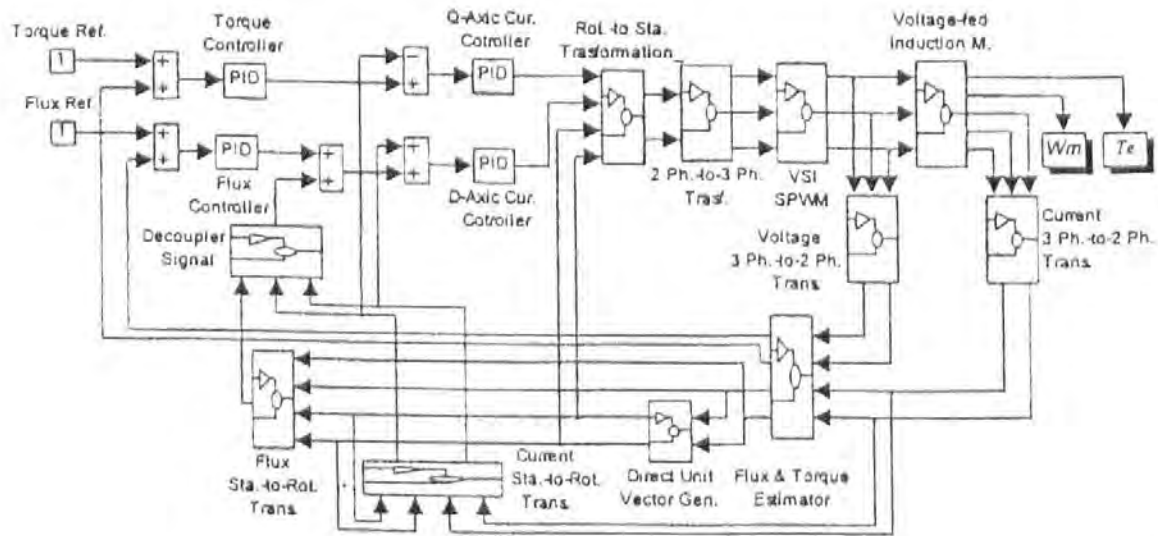 Torque Ref.
1
Torque
Controller
PID
Q-Axic Cur.
Cotroller
PID
Rot.-to Sta.
Trasformation
Voltage-fed
Induction M.
Flux Ref.
1
PID
Flux
Controller
PID
D-Axic Cur.
Cotroller
2 Ph.-to-3 Ph.
Trasf.
VSI
SPWM
Wm
Te
Decoupler
Signal
Voltage
3 Ph.-to-2 Ph.
Trans.
Current
3 Ph.-to-2 Ph.
Trans.
Flux
Sta.-to-Rot.
Trans.
Current
Sta.-to-Rot.
Trans.
Direct Unit
Vector Gen.
Flux & Torque
Estimator
+
+
+
+
+
+
-
+
+
+